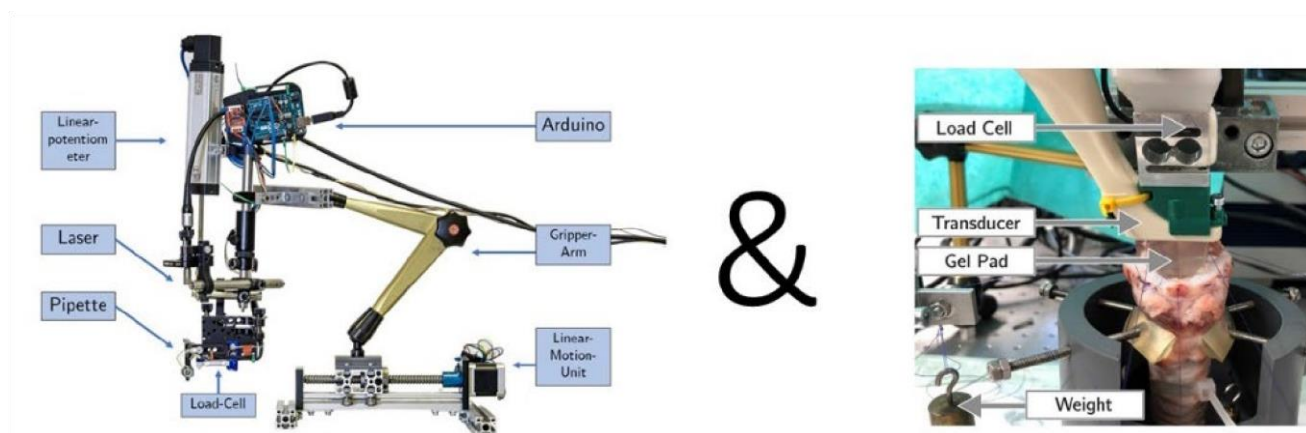 Linear-
potentiom
eter
Arduino
Laser
Gripper-
Arm
Pipette
Linear-
Motion-
Unit
Load-Cell
&
Load Cell
Transducer
Gel Pad
Weight